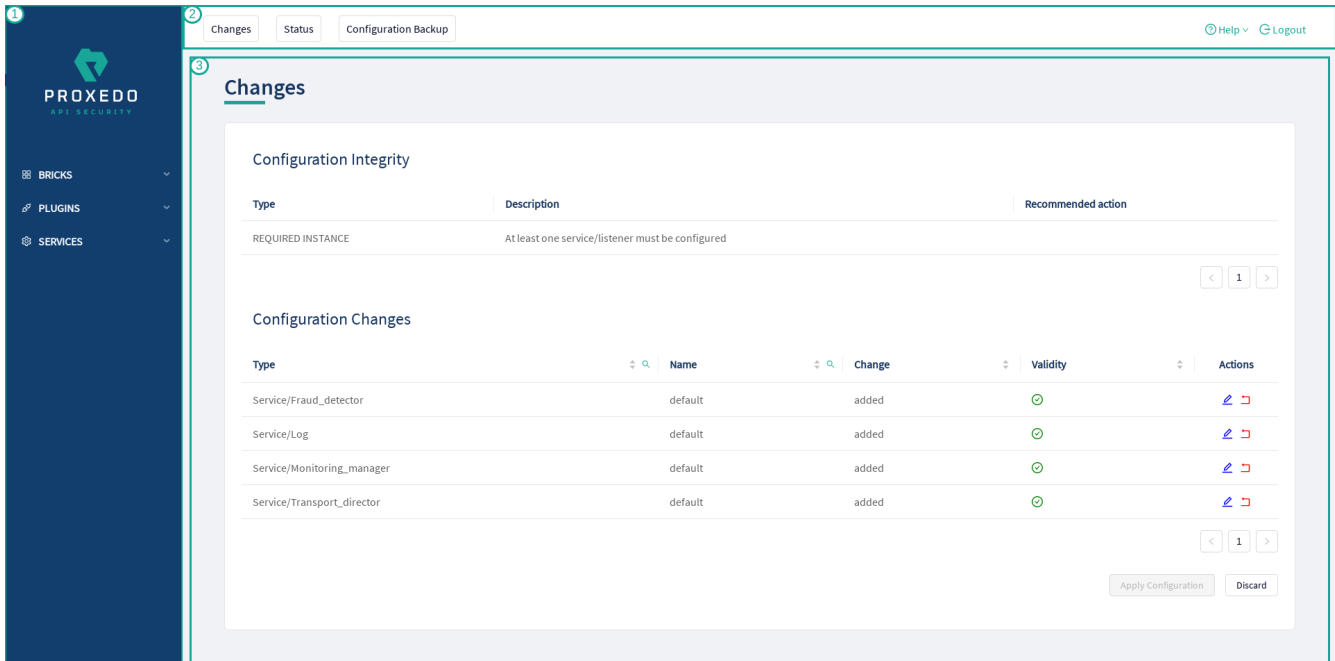 1
PROXEDO
API SECURITY
BRICKS
PLUGINS
SERVICES
2
Changes Status Configuration Backup Help Logout
3
Changes
Configuration Integrity
Type Description Recommended action
REQUIRED INSTANCE At least one service/listener must be configured
1
Configuration Changes
Type Name Change Validity Actions
Service/Fraud_detector default added
Service/Log default added
Service/Monitoring_manager default added
Service/Transport_director default added
1
Apply Configuration Discard